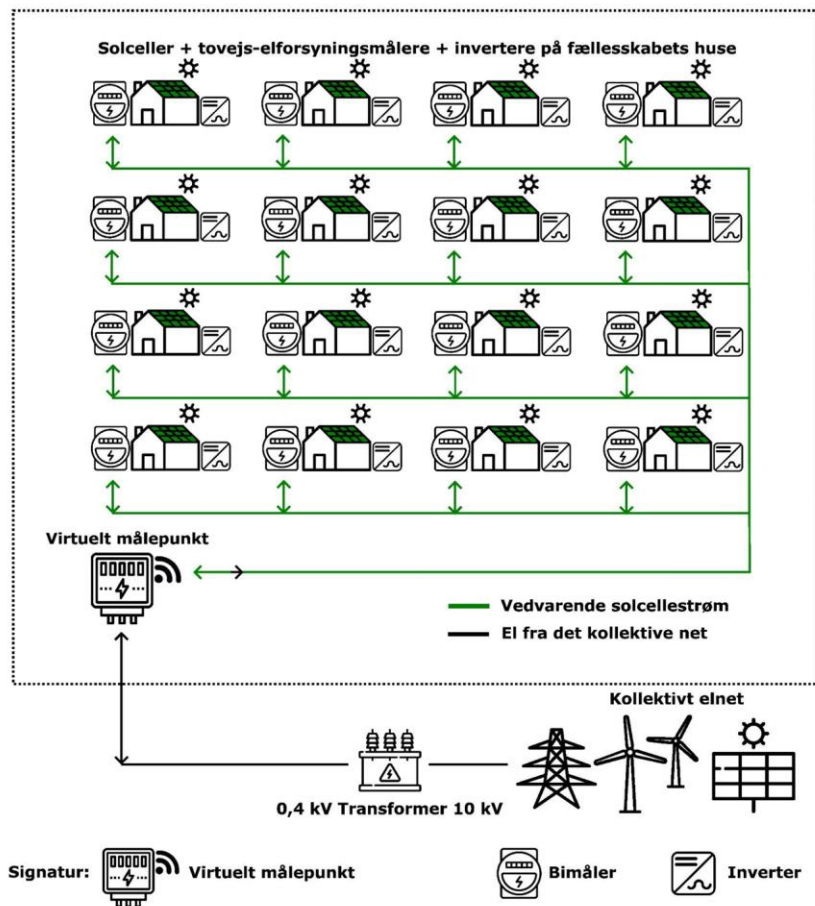 Solceller + tovejs-elforsyningsmålere + invertere på fællesskabets huse
Virtuelt målepunkt
Vedvarende solcellestrøm
El fra det kollektive net
Kollektivt elnet
0,4 kV Transformer 10 kV
Signatur: Virtuelt målepunkt Bimåler Inverter